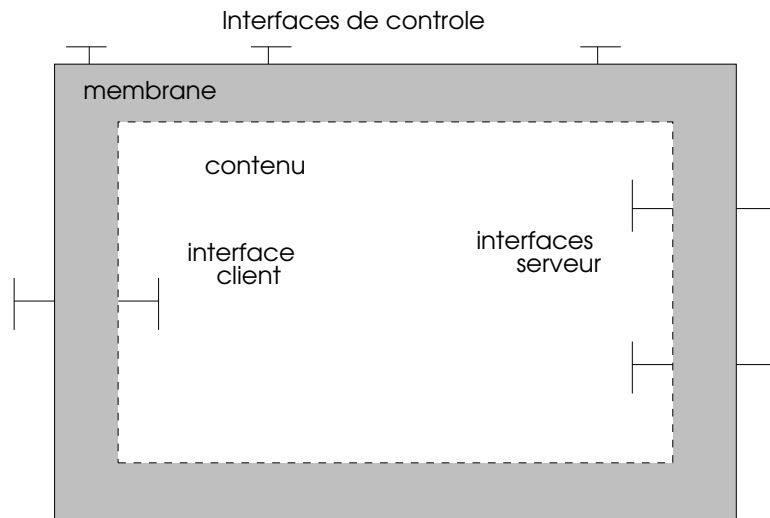 Interfaces de controle
membrane
contenu
interface
client
interfaces
serveur